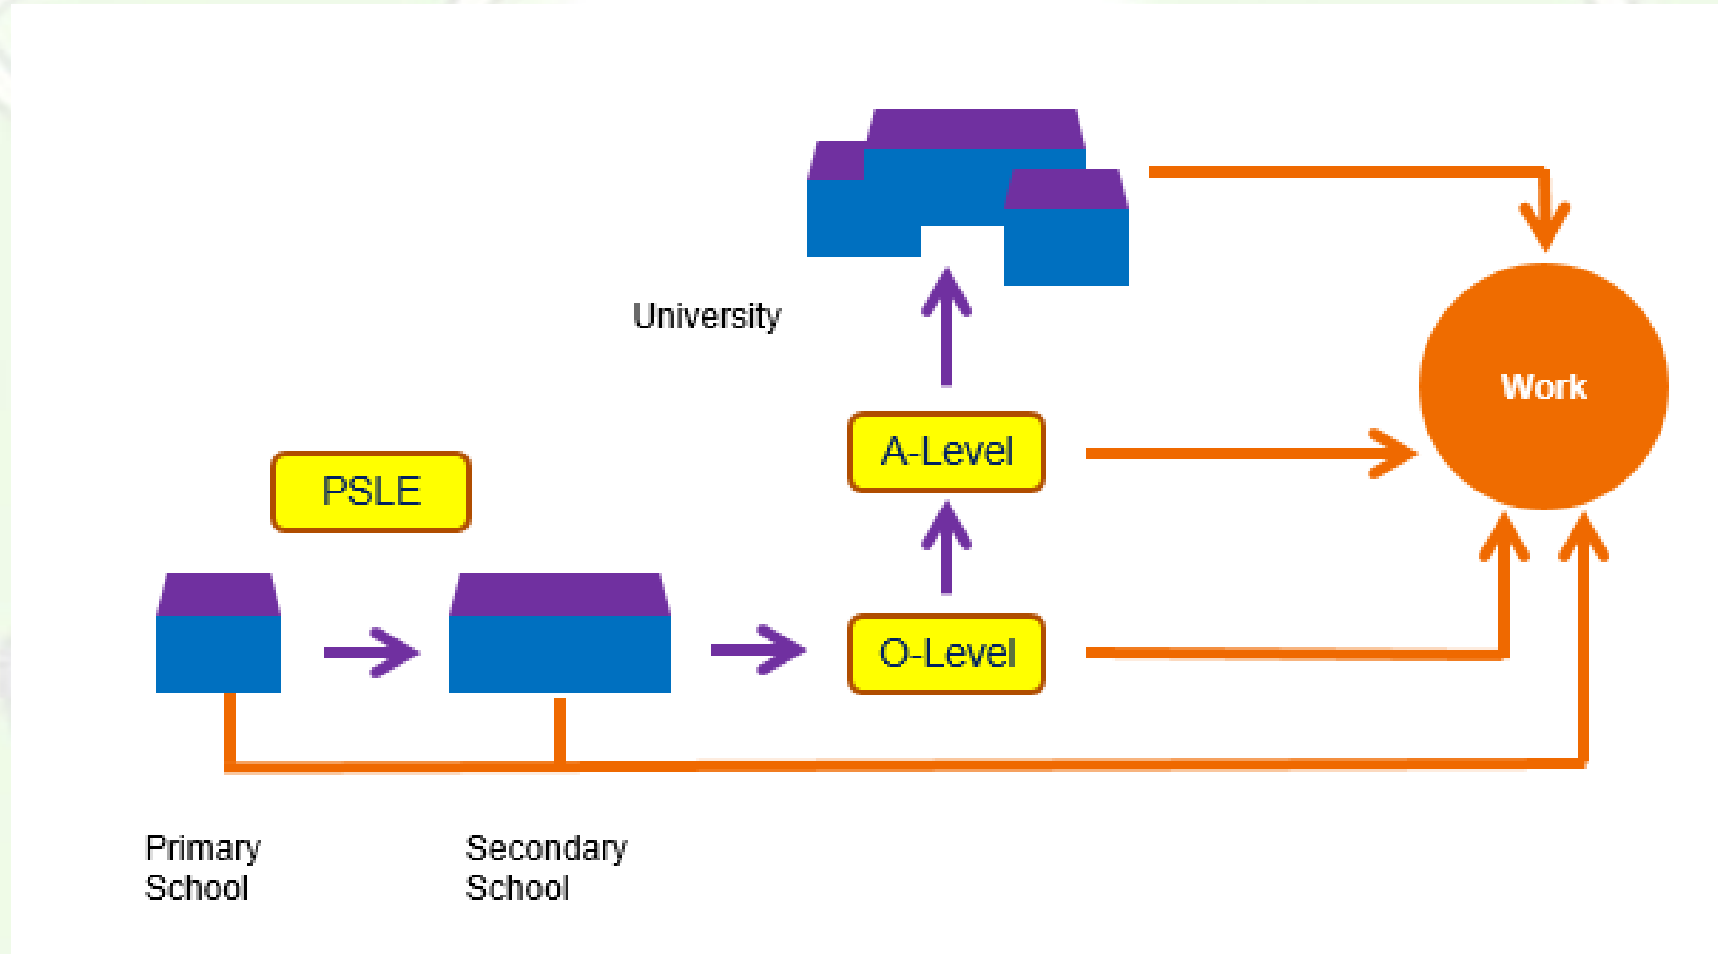 University
Work
A-Level
PSLE
O-Level
Primary
School
Secondary
School